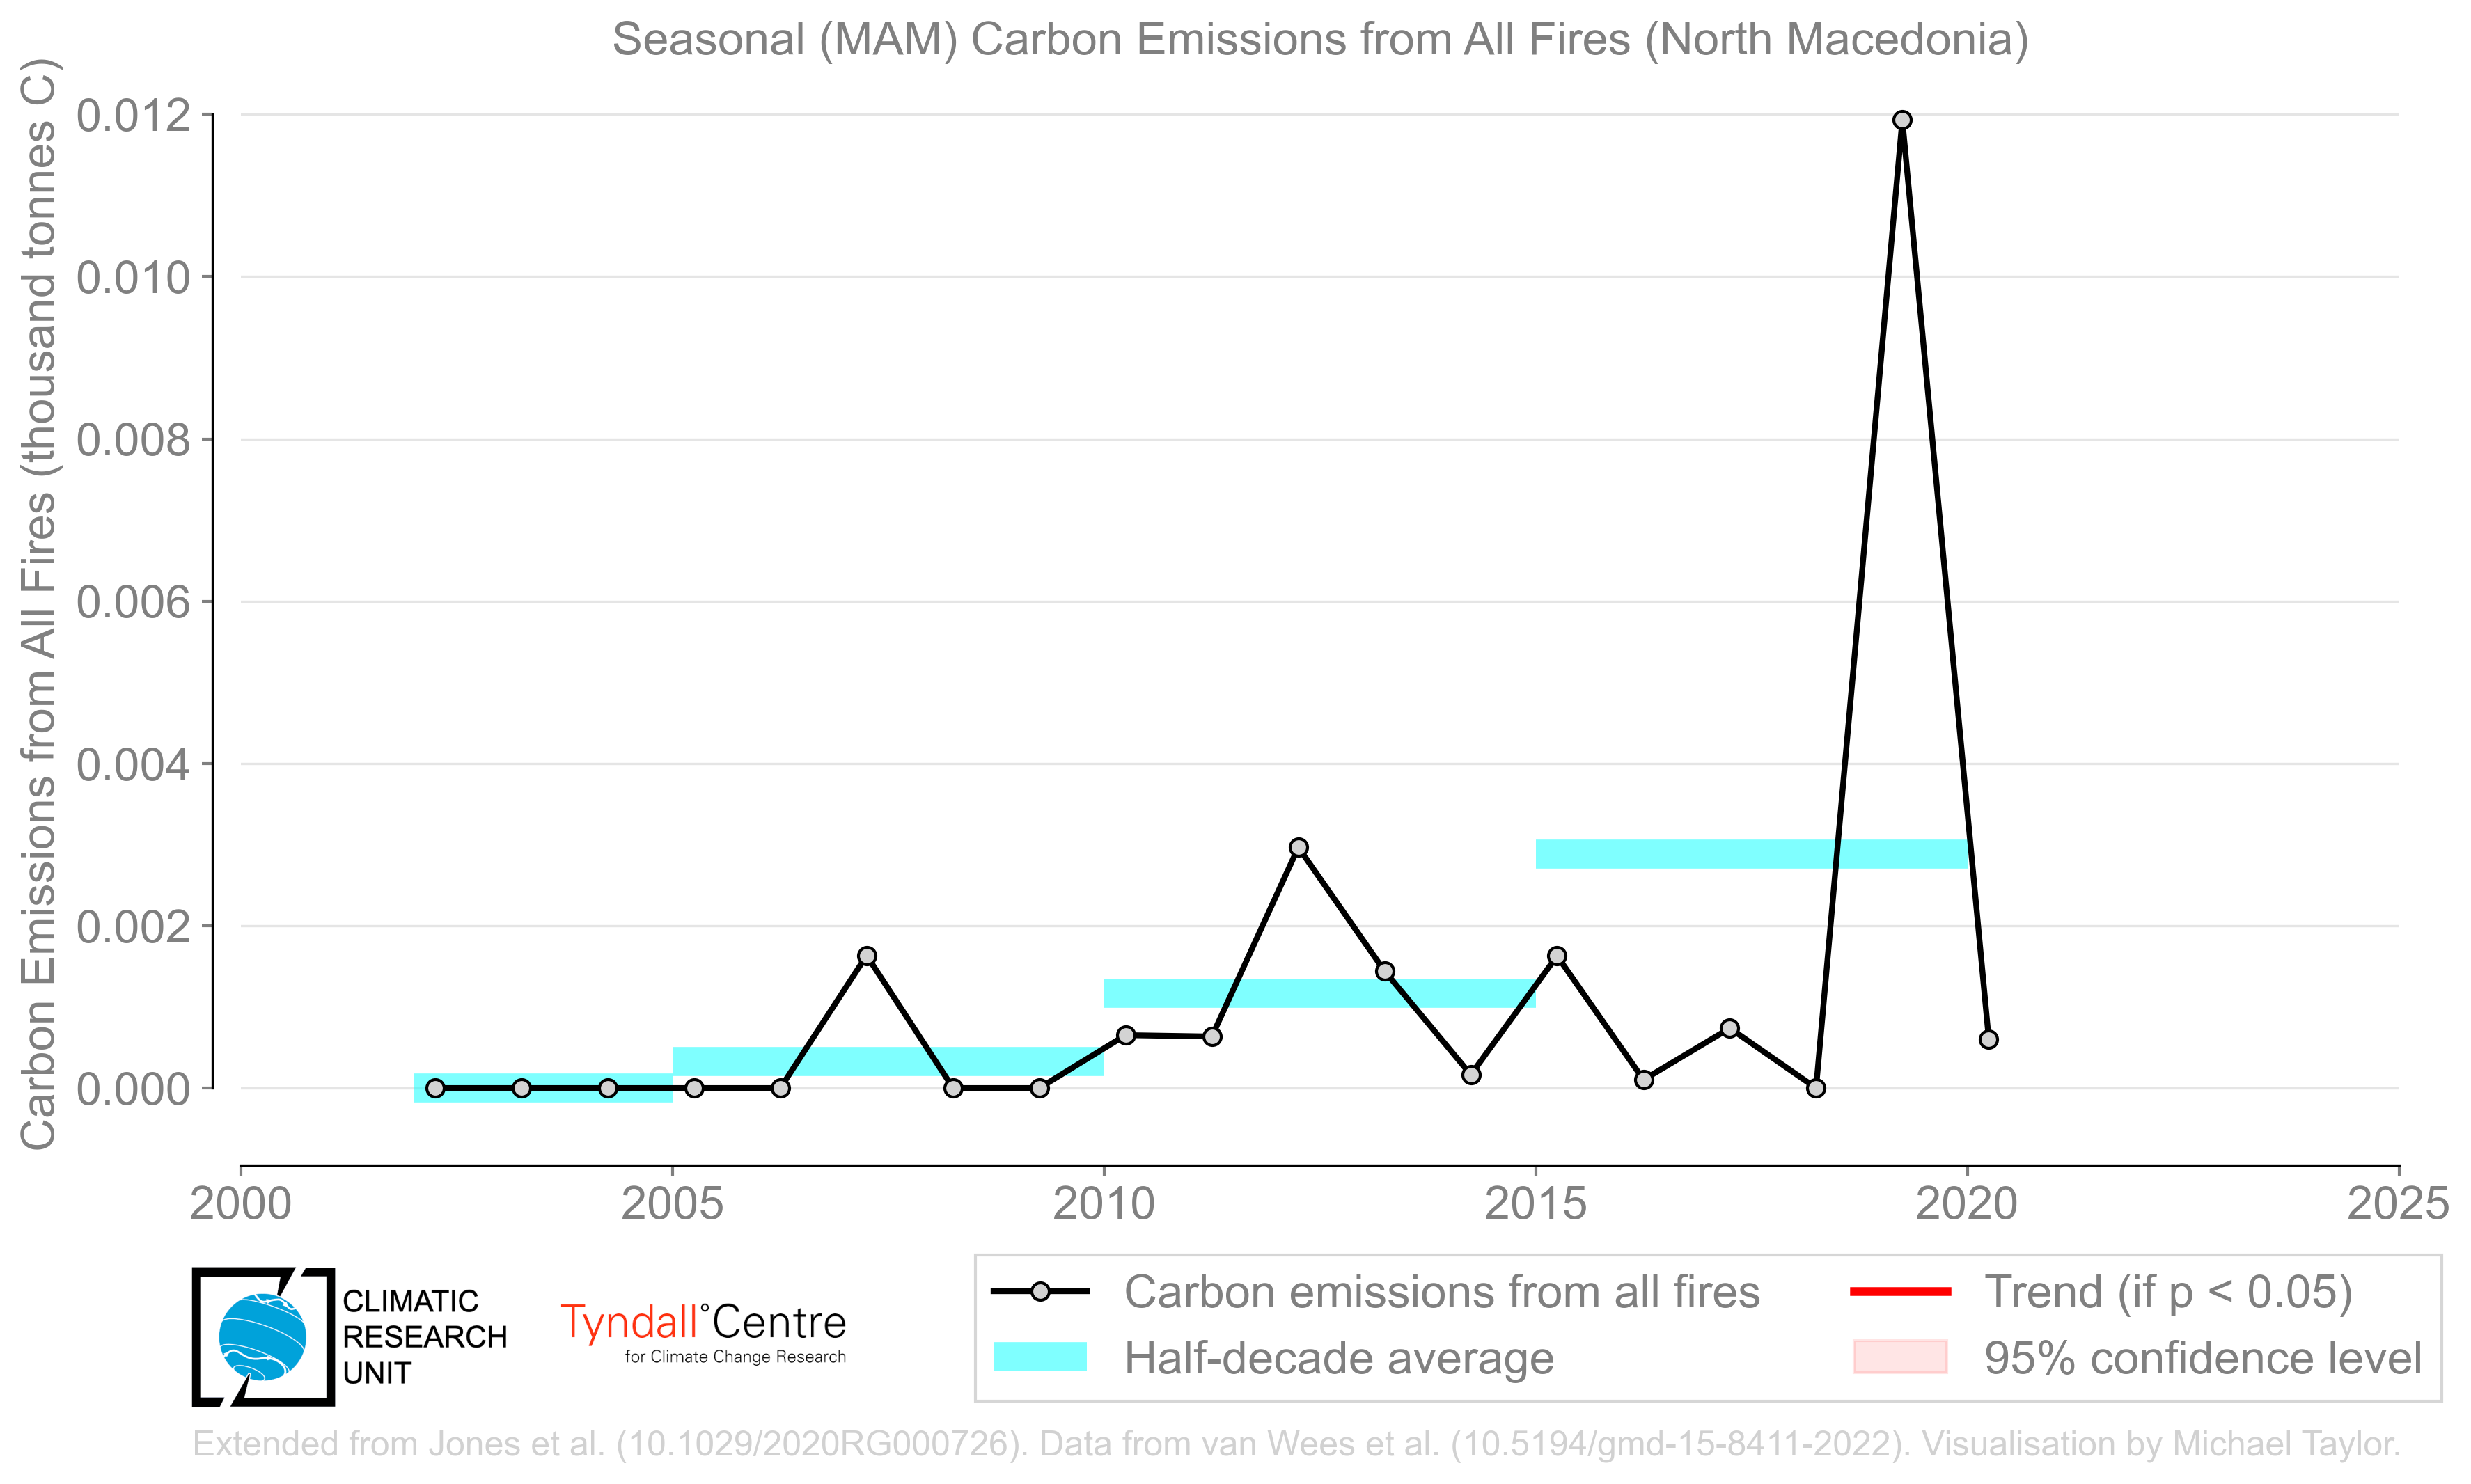 Seasonal (MAM) Carbon Emissions from All Fires (North Macedonia)
Carbon Emissions from All Fires (thousand tonnes C)
0.012
0.010
0.008
0.006
0.004
0.002
0.000
2000 2005 2010 2015 2020 2025
CLIMATIC
RESEARCH
UNIT
Tyndall°Centre
for Climate Change Research
Carbon emissions from all fires
Half-decade average
Trend (if p < 0.05)
95% confidence level
Extended from Jones et al. (10.1029/2020RG000726). Data from van Wees et al. (10.5194/gmd-15-8411-2022). Visualisation by Michael Taylor.